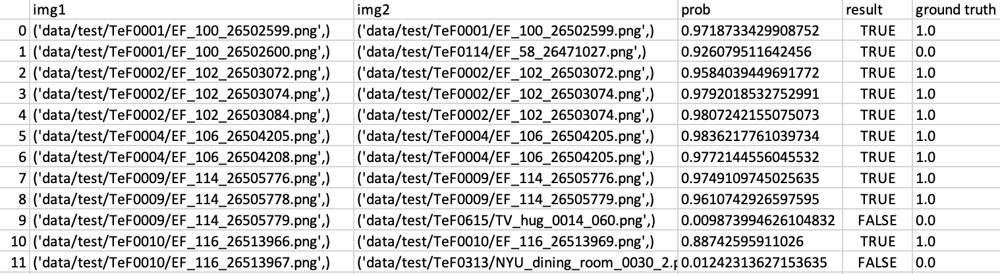 img1 img2 prob result ground truth
0 ('data/test/TeF0001/EF_100_26502599.png',) ('data/test/TeF0001/EF_100_26502599.png',) 0.9718733429908752 TRUE 1.0
1 ('data/test/TeF0001/EF_100_26502600.png',) ('data/test/TeF0114/EF_58_26471027.png',) 0.926079511642456 TRUE 0.0
2 ('data/test/TeF0002/EF_102_26503072.png',) ('data/test/TeF0002/EF_102_26503072.png',) 0.9584039449691772 TRUE 1.0
3 ('data/test/TeF0002/EF_102_26503074.png',) ('data/test/TeF0002/EF_102_26503074.png',) 0.9792018532752991 TRUE 1.0
4 ('data/test/TeF0002/EF_102_26503084.png',) ('data/test/TeF0002/EF_102_26503074.png',) 0.9807242155075073 TRUE 1.0
5 ('data/test/TeF0004/EF_106_26504205.png',) ('data/test/TeF0004/EF_106_26504205.png',) 0.9836217761039734 TRUE 1.0
6 ('data/test/TeF0004/EF_106_26504208.png',) ('data/test/TeF0004/EF_106_26504205.png',) 0.9772144556045532 TRUE 1.0
7 ('data/test/TeF0009/EF_114_26505776.png',) ('data/test/TeF0009/EF_114_26505776.png',) 0.9749109745025635 TRUE 1.0
8 ('data/test/TeF0009/EF_114_26505778.png',) ('data/test/TeF0009/EF_114_26505779.png',) 0.9610742926597595 TRUE 1.0
9 ('data/test/TeF0009/EF_114_26505779.png',) ('data/test/TeF0615/TV_hug_0014_060.png',) 0.009873994626104832 FALSE 0.0
10 ('data/test/TeF0010/EF_116_26513966.png',) ('data/test/TeF0010/EF_116_26513969.png',) 0.88742595911026 TRUE 1.0
11 ('data/test/TeF0010/EF_116_26513967.png',) ('data/test/TeF0313/NYU_dining_room_0030_2.p 0.01242313627153635 FALSE 0.0